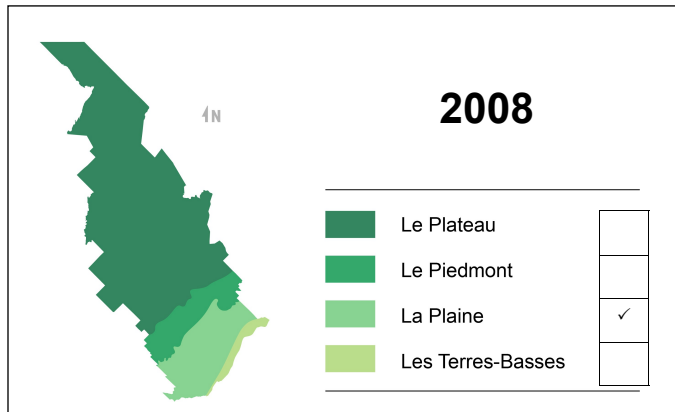 N
2008
Le Plateau
Le Piedmont
La Plaine
✓
Les Terres-Basses